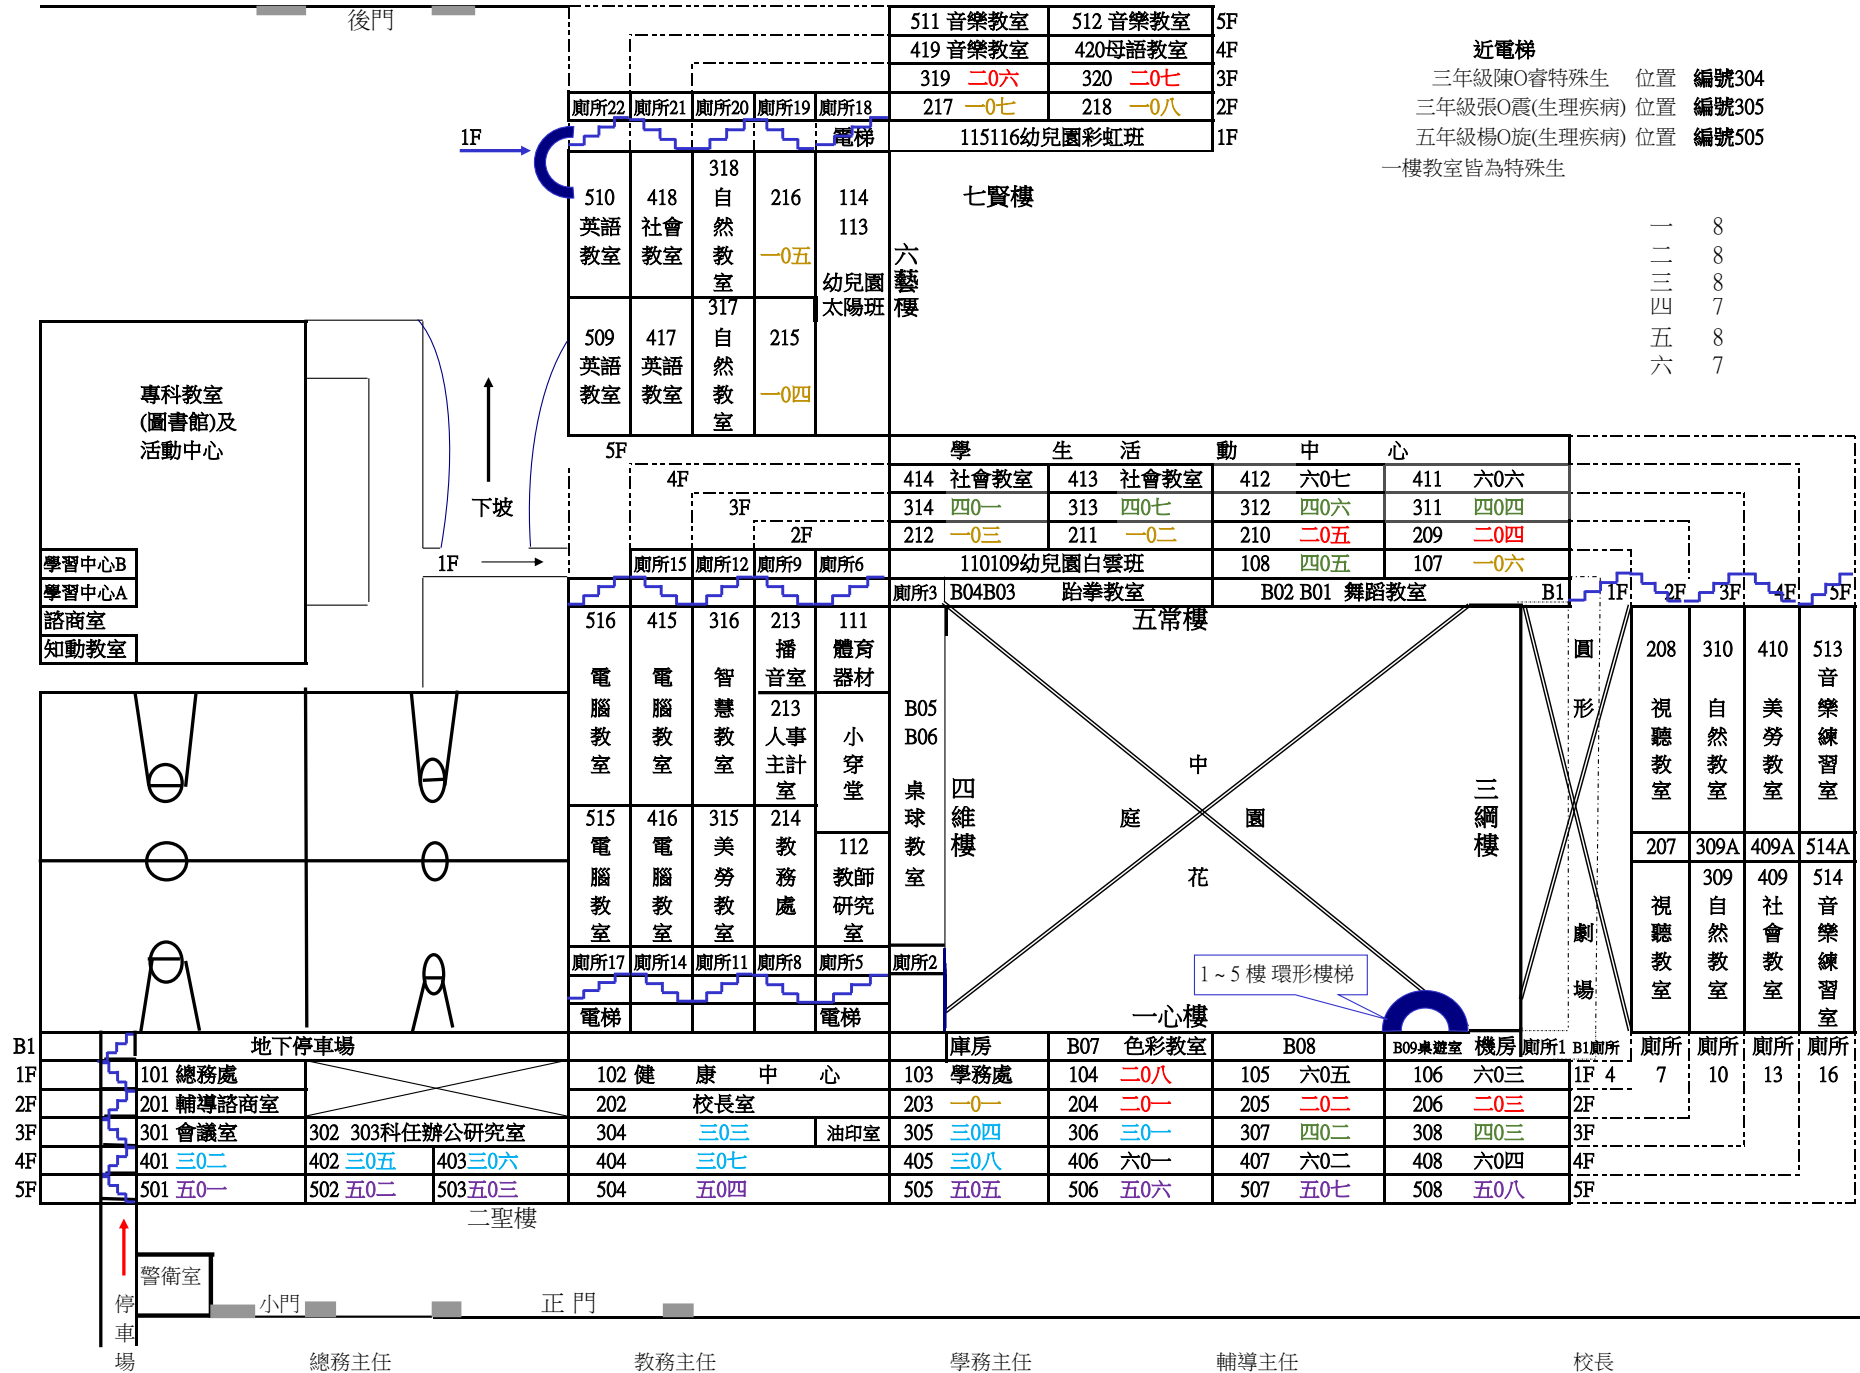 後門
511 音樂教室 512 音樂教室 5F
419 音樂教室 420母語教室 4F
319 二0六 320 二0七 3F
217 一0七 218 一0八 2F
115116幼兒園彩虹班 1F
近電梯
三年級陳O睿特殊生 位置 編號304
三年級張O震(生理疾病) 位置 編號305
五年級楊O旋(生理疾病) 位置 編號505
一樓教室皆為特殊生
一 8
二 8
三 8
四 7
五 8
六 7
廁所22 廁所21 廁所20 廁所19 廁所18
1F
電梯
510 英語教室
418 社會教室
318 自然教室
216 一0五
114 113 幼兒園太陽班
509 英語教室
417 英語教室
317 自然教室
215 一0四
七賢樓
六藝樓
專科教室
(圖書館)及
活動中心
學習中心B
學習中心A
諮商室
知動教室
下坡
1F
5F
4F
3F
2F
學生活動中心
414 社會教室 413 社會教室 412 六0七 411 六0六
314 四0一 313 四0七 312 四0六 311 四0四
212 一0三 211 一0二 210 二0五 209 二0四
110109幼兒園白雲班 108 四0五 107 一0六
廁所3 B04B03 跆拳教室 B02 B01 舞蹈教室 B1 1F 2F 3F 4F 5F
廁所15 廁所12 廁所9 廁所6
516 電腦教室
415 電腦教室
316 智慧教室
213 播音室
111 體育器材
213 人事主計室
小穿堂
515 電腦教室
416 電腦教室
315 美勞教室
214 教務處
112 教師研究室
廁所17 廁所14 廁所11 廁所8 廁所5 廁所2
電梯 電梯
B05
B06
桌球教室
四維樓
五常樓
中
庭 園
花
三綱樓
一心樓
1~5樓 環形樓梯
圓形劇場
208 視聽教室
310 自然教室
410 美勞教室
513 音樂練習室
207 視聽教室
309A 409A 514A
309 自然教室
409 社會教室
514 音樂練習室
B1 地下停車場 庫房 B07 色彩教室 B08 B09桌遊室 機房 廁所1 B1廁所 廁所 廁所 廁所 廁所
1F 101 總務處 102 健康中心 103 學務處 104 二0八 105 六0五 106 六0三 1F 4 7 10 13 16
2F 201 輔導諮商室 202 校長室 203 一0一 204 二0一 205 二0二 206 二0三 2F
3F 301 會議室 302 303科任辦公研究室 304 三0三 油印室 305 三0四 306 三0一 307 四0二 308 四0三 3F
4F 401 三0二 402 三0五 403三0六 404 三0七 405 三0八 406 六0一 407 六0二 408 六0四 4F
5F 501 五0一 502 五0二 503五0三 504 五0四 505 五0五 506 五0六 507 五0七 508 五0八 5F
二聖樓
警衛室
停車場
小門
正門
總務主任 教務主任 學務主任 輔導主任 校長